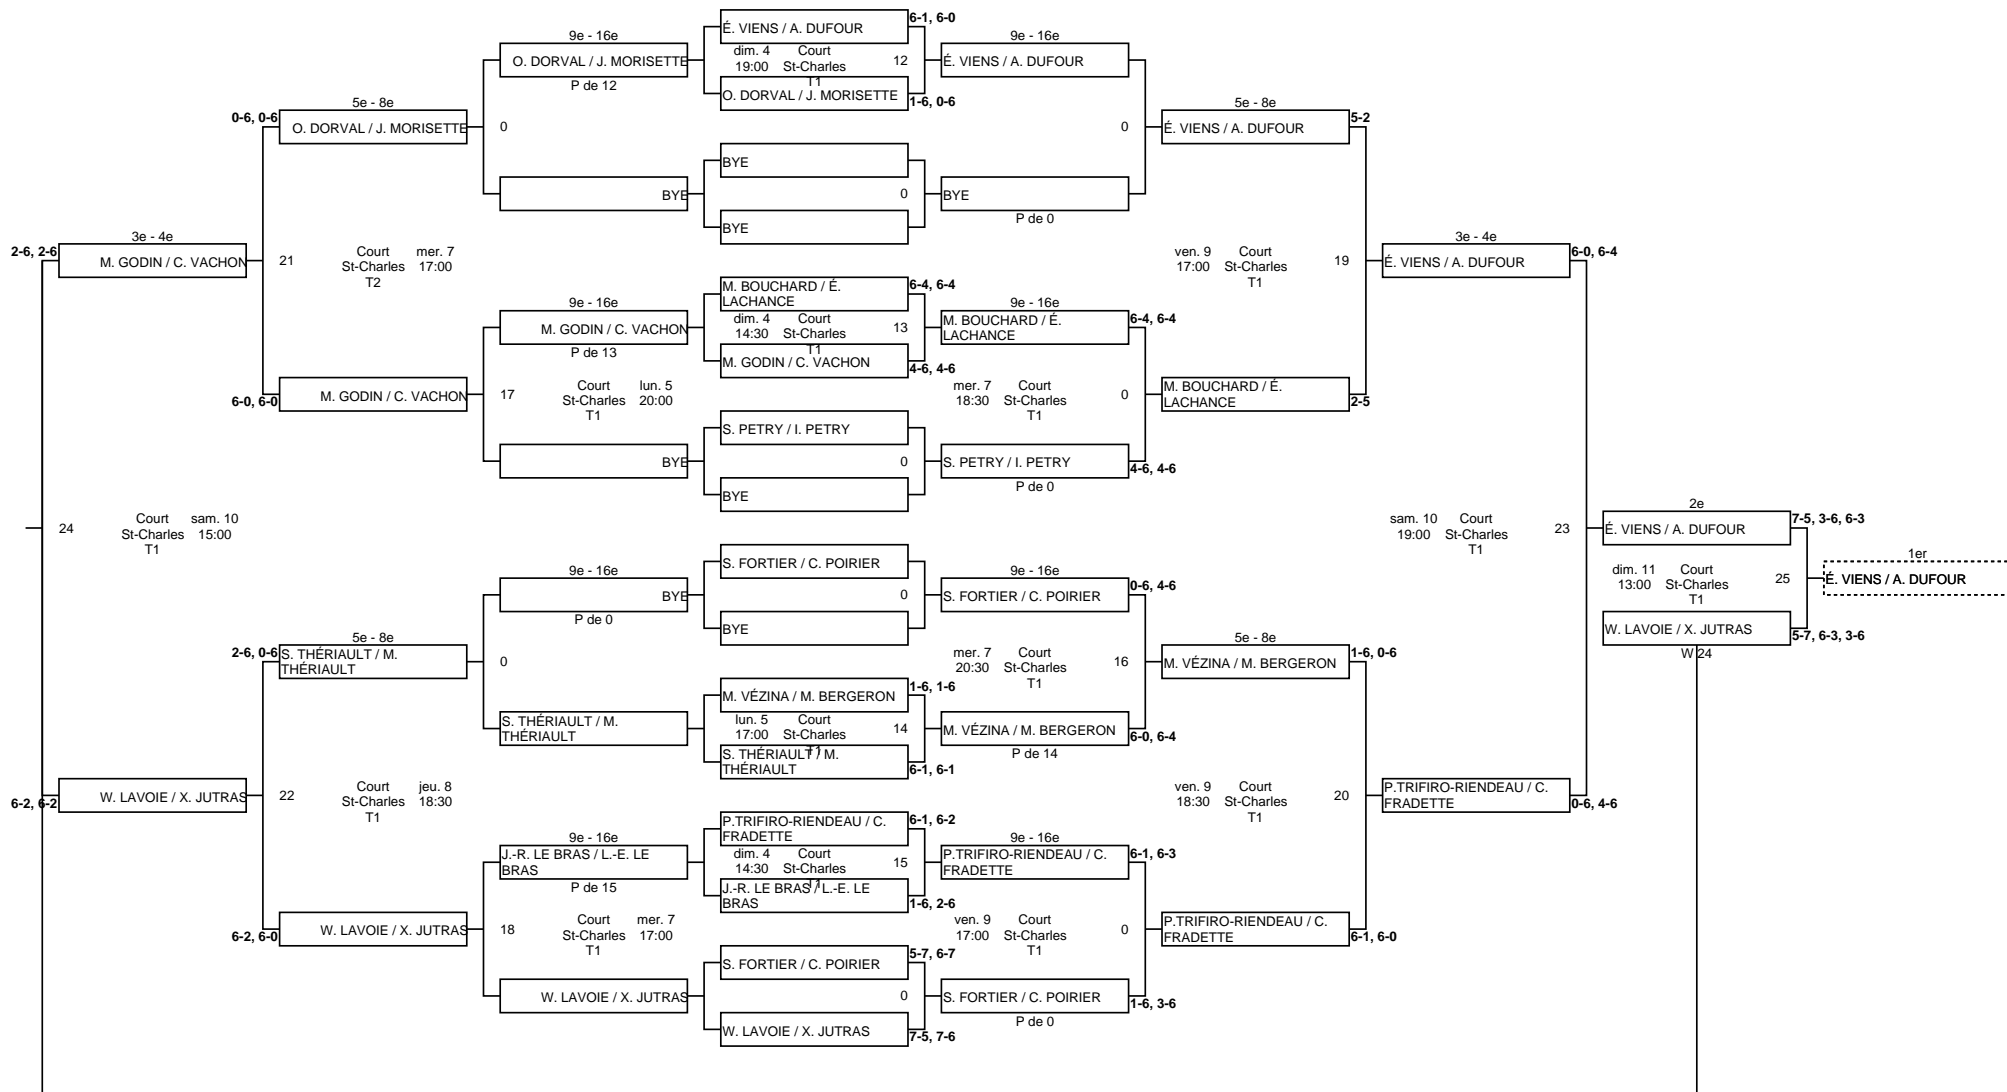 6-1, 6-0
É. VIENS / A. DUFOUR
9e - 16e
9e - 16e
dim. 4 Court
O. DORVAL / J. MORISETTE
19:00 St-Charles
12
É. VIENS / A. DUFOUR
T1
P de 12
O. DORVAL / J. MORISETTE
1-6, 0-6
5e - 8e
5e - 8e
0-6, 0-6
5-2
O. DORVAL / J. MORISETTE
0
0
É. VIENS / A. DUFOUR
BYE
BYE
0
BYE
P de 0
BYE
3e - 4e
3e - 4e
2-6, 2-6
6-0, 6-4
M. GODIN / C. VACHON
21
Court mer. 7
St-Charles 17:00
T2
ven. 9 Court
17:00 St-Charles
T1
19
É. VIENS / A. DUFOUR
M. BOUCHARD / É.
LACHANCE
6-4, 6-4
9e - 16e
9e - 16e
dim. 4 Court
14:30 St-Charles
T1
13
M. GODIN / C. VACHON
M. BOUCHARD / É.
LACHANCE
6-4, 6-4
P de 13
M. GODIN / C. VACHON
4-6, 4-6
6-0, 6-0
M. GODIN / C. VACHON
17
Court lun. 5
St-Charles 20:00
T1
mer. 7 Court
18:30 St-Charles
T1
0
M. BOUCHARD / É.
LACHANCE
2-5
S. PETRY / I. PETRY
BYE
0
S. PETRY / I. PETRY
4-6, 4-6
P de 0
BYE
24
Court sam. 10
St-Charles 15:00
T1
sam. 10 Court
19:00 St-Charles
T1
23
2e
É. VIENS / A. DUFOUR
7-5, 3-6, 6-3
S. FORTIER / C. POIRIER
1er
dim. 11 Court
13:00 St-Charles
T1
25
É. VIENS / A. DUFOUR
9e - 16e
9e - 16e
BYE
0
S. FORTIER / C. POIRIER
0-6, 4-6
P de 0
BYE
W. LAVOIE / X. JUTRAS
5-7, 6-3, 3-6
W 24
5e - 8e
5e - 8e
2-6, 0-6
S. THÉRIAULT / M.
THÉRIAULT
0
mer. 7 Court
20:30 St-Charles
T1
16
M. VÉZINA / M. BERGERON
1-6, 0-6
M. VÉZINA / M. BERGERON
1-6, 1-6
S. THÉRIAULT / M.
THÉRIAULT
lun. 5 Court
17:00 St-Charles
T1
14
M. VÉZINA / M. BERGERON
6-0, 6-4
P de 14
S. THÉRIAULT / M.
THÉRIAULT
6-1, 6-1
6-2, 6-2
W. LAVOIE / X. JUTRAS
22
Court jeu. 8
St-Charles 18:30
T1
ven. 9 Court
18:30 St-Charles
T1
20
P.TRIFIRO-RIENDEAU / C.
FRADETTE
0-6, 4-6
P.TRIFIRO-RIENDEAU / C.
FRADETTE
6-1, 6-2
9e - 16e
9e - 16e
J.-R. LE BRAS / L.-E. LE
BRAS
dim. 4 Court
14:30 St-Charles
T1
15
P.TRIFIRO-RIENDEAU / C.
FRADETTE
6-1, 6-3
P de 15
J.-R. LE BRAS / L.-E. LE
BRAS
1-6, 2-6
6-2, 6-0
W. LAVOIE / X. JUTRAS
18
Court mer. 7
St-Charles 17:00
T1
ven. 9 Court
17:00 St-Charles
T1
0
P.TRIFIRO-RIENDEAU / C.
FRADETTE
6-1, 6-0
S. FORTIER / C. POIRIER
5-7, 6-7
W. LAVOIE / X. JUTRAS
0
S. FORTIER / C. POIRIER
1-6, 3-6
P de 0
W. LAVOIE / X. JUTRAS
7-5, 7-6